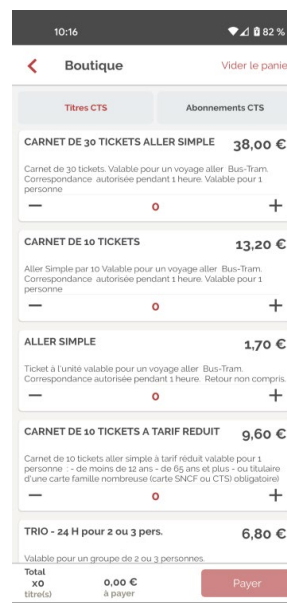 10:16
82 %
Boutique
Vider le panie
Titres CTS
Abonnements CTS
CARNET DE 30 TICKETS ALLER SIMPLE
38,00 €
Carnet de 30 tickets. Valable pour un voyage aller Bus-Tram.
Correspondance autorisée pendant 1 heure. Valable pour 1
personne
— 0 +
CARNET DE 10 TICKETS
13,20 €
Aller Simple par 10 Valable pour un voyage aller Bus-Tram.
Correspondance autorisée pendant 1 heure. Valable pour 1
personne
— 0 +
ALLER SIMPLE
1,70 €
Ticket à l'unité valable pour un voyage aller Bus-Tram.
Correspondance autorisée pendant 1 heure. Retour non compris.
— 0 +
CARNET DE 10 TICKETS A TARIF REDUIT
9,60 €
Carnet de 10 tickets aller simple à tarif réduit valable pour 1
personne : - de moins de 12 ans - de 65 ans et plus - ou titulaire
d'une carte famille nombreuse (carte SNCF ou CTS) obligatoire)
— 0 +
TRIO - 24 H pour 2 ou 3 pers.
6,80 €
Valable pour un groupe de 2 ou 3 personnes.
Total
x0
titre(s)
0,00 €
à payer
Payer